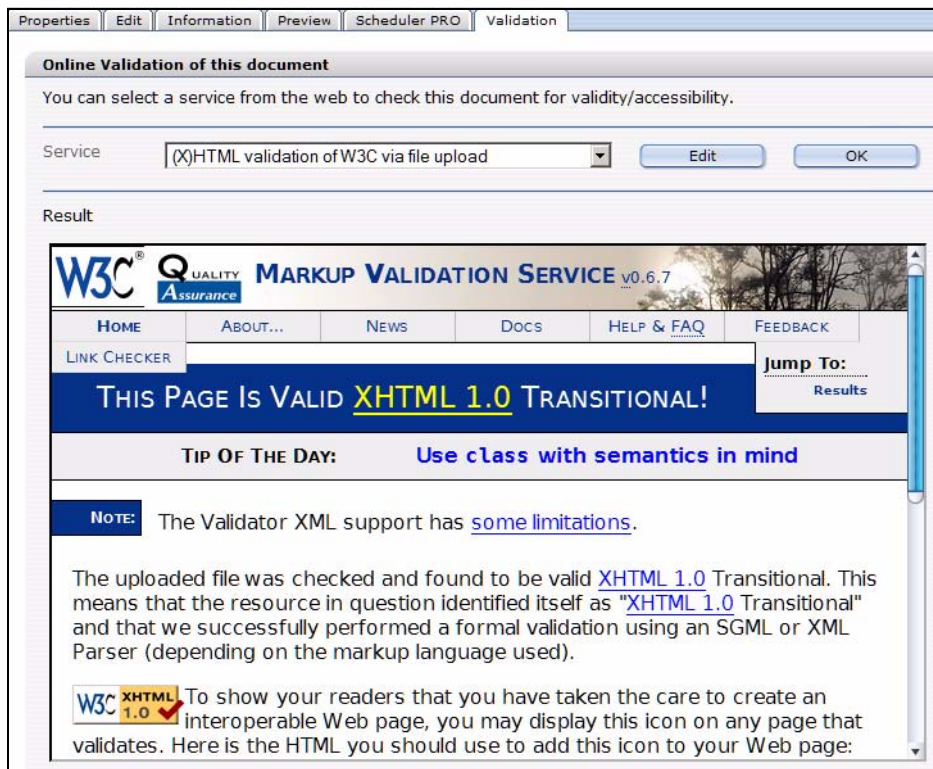 Properties Edit Information Preview Scheduler PRO Validation
Online Validation of this document
You can select a service from the web to check this document for validity/accessibility.
Service (X)HTML validation of W3C via file upload Edit OK
Result
W3C® QUALITY Assurance MARKUP VALIDATION SERVICE v0.6.7
HOME ABOUT... NEWS DOCS HELP & FAQ FEEDBACK
LINK CHECKER
Jump To:
Results
THIS PAGE IS VALID XHTML 1.0 TRANSITIONAL!
TIP OF THE DAY: Use class with semantics in mind
NOTE: The Validator XML support has some limitations.
The uploaded file was checked and found to be valid XHTML 1.0 Transitional. This
means that the resource in question identified itself as "XHTML 1.0 Transitional"
and that we successfully performed a formal validation using an SGML or XML
Parser (depending on the markup language used).
W3C XHTML 1.0 To show your readers that you have taken the care to create an
interoperable Web page, you may display this icon on any page that
validates. Here is the HTML you should use to add this icon to your Web page: